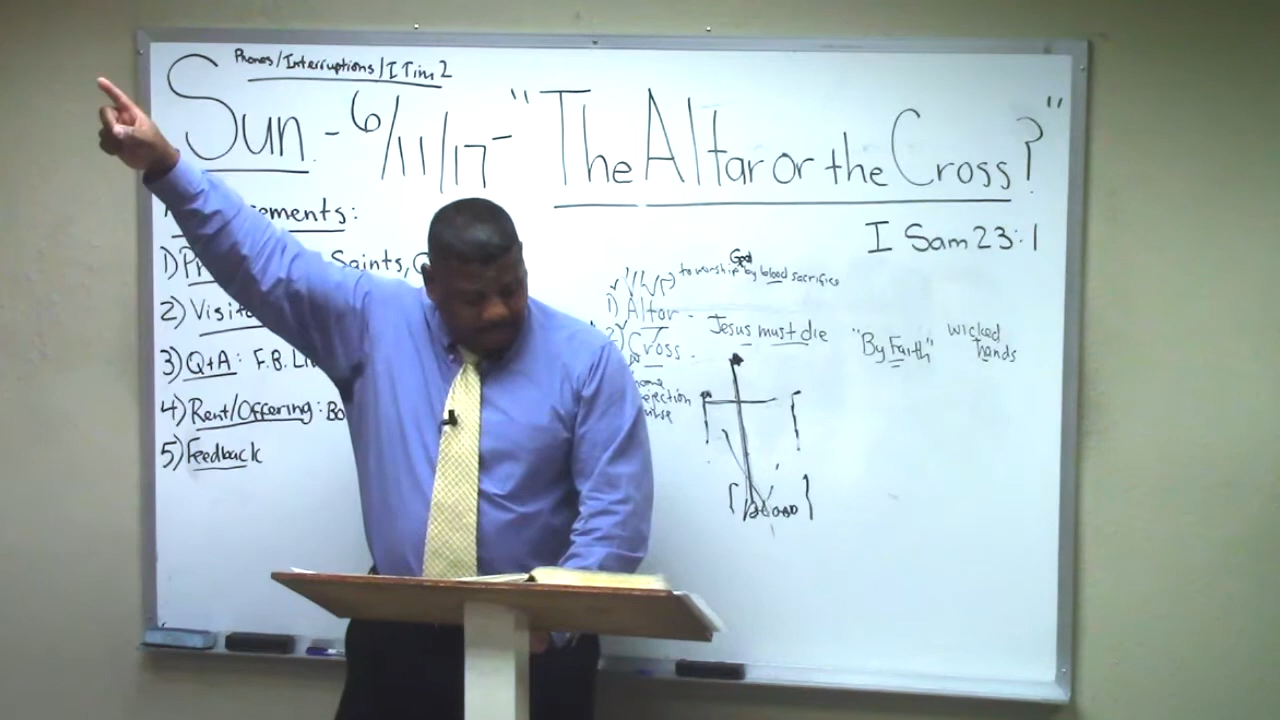 Phones/Interruptions/I Tim 2
Sun. - 6/11/17 - "The Altar or the Cross?"
I Sam 23:1
ements:
1) Saints,
2) Visit
3) Q+A: F.B. Li
4) Rent/Offering: Bo
5) Feedback
God
to worship by blood sacrifice
1) Altar -
Jesus must die
2) Cross -
"By Faith"
wicked
hands
ejection
blood